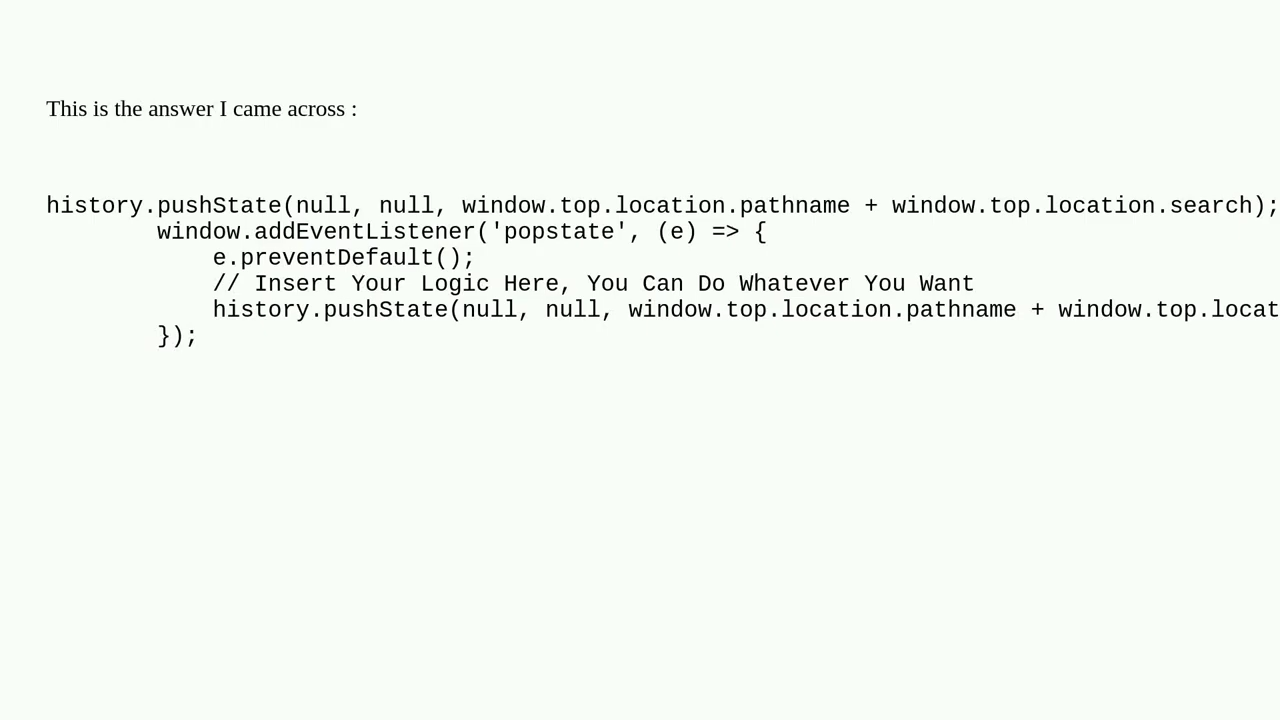 This is the answer I came across :
history.pushState(null, null, window.top.location.pathname + window.top.location.search);
        window.addEventListener('popstate', (e) => {
            e.preventDefault();
            // Insert Your Logic Here, You Can Do Whatever You Want
            history.pushState(null, null, window.top.location.pathname + window.top.locat
        });